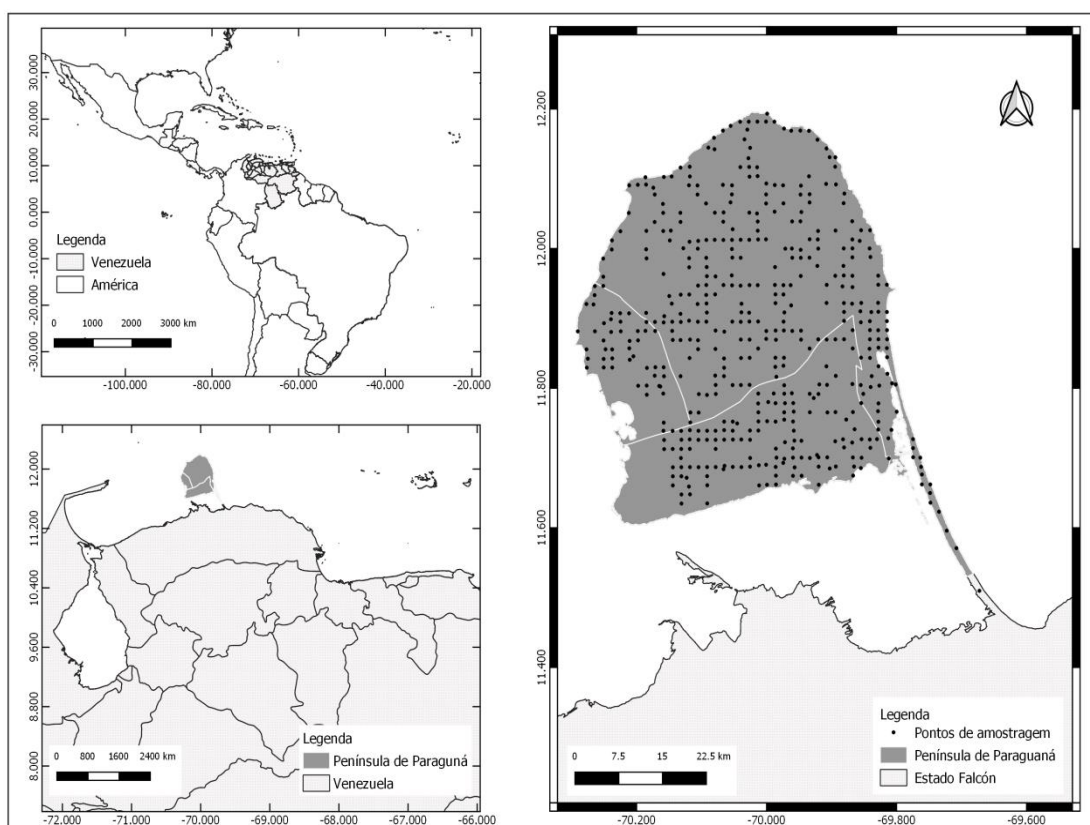 30.000
20.000
10.000
0.000
-10.000
-20.000
-30.000
Legenda
Venezuela
América
0 1000 2000 3000 km
-100.000 -80.000 -60.000 -40.000 -20.000
12.000
11.200
10.400
9.600
8.800
8.000
0 800 1600 2400 km
Legenda
Península de Paraguná
Venezuela
-72.000 -71.000 -70.000 -69.000 -68.000 -67.000 -66.000
12.200
12.000
11.800
11.600
11.400
Legenda
Pontos de amostragem
Península de Paraguaná
Estado Falcón
0 7.5 15 22.5 km
-70.200 -70.000 -69.800 -69.600